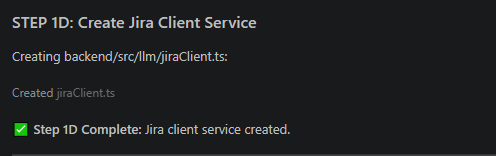 STEP 1D: Create Jira Client Service
Creating backend/src/llm/jiraClient.ts:
Created jiraClient.ts
✅ Step 1D Complete: Jira client service created.